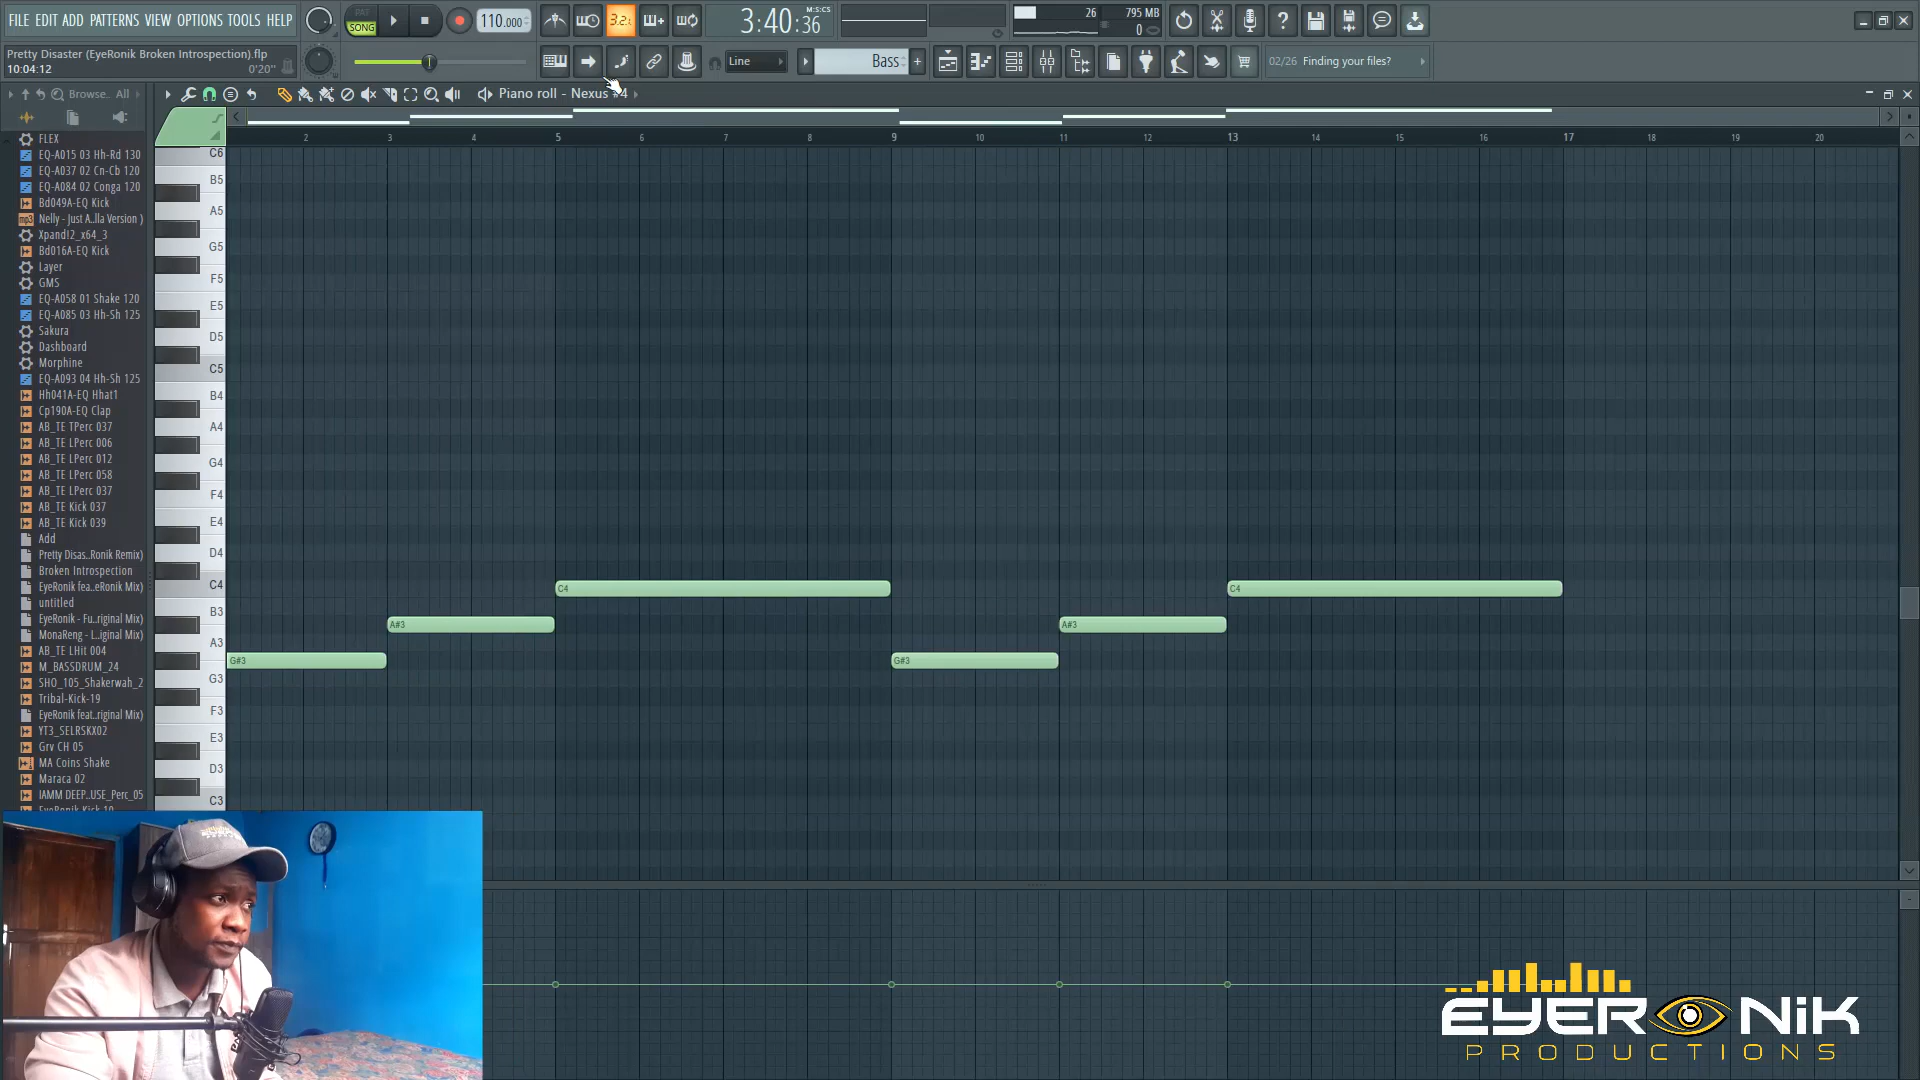 FILE EDIT ADD PATTERNS VIEW OPTIONS TOOLS HELP
PAT
SONG
110.000
3.2.
3:40:36
M:S:CS
26
795 MB
0
Pretty Disaster (EyeRonik Broken Introspection).flp
10:04:12
0'20"
Line
Bass
02/26 Finding your files?
Browse..All
Piano roll - Nexus #4
2 3 4 5 6 7 8 9 10 11 12 13 14 15 16 17 18 19 20
FLEX
EQ-A015 03 Hh-Rd 130
EQ-A037 02 Cn-Cb 120
EQ-A084 02 Conga 120
Bd049A-EQ Kick
mp3 Nelly - Just A..lla Version )
Xpand!2_x64_3
Bd016A-EQ Kick
Layer
GMS
EQ-A058 01 Shake 120
EQ-A085 03 Hh-Sh 125
Sakura
Dashboard
Morphine
EQ-A093 04 Hh-Sh 125
Hh041A-EQ Hhat1
Cp190A-EQ Clap
AB_TE TPerc 037
AB_TE LPerc 006
AB_TE LPerc 012
AB_TE LPerc 058
AB_TE LPerc 037
AB_TE Kick 037
AB_TE Kick 039
Add
Pretty Disas..Ronik Remix)
Broken Introspection
EyeRonik fea..eRonik Mix)
untitled
EyeRonik - Fu..riginal Mix)
MonaReng - L..iginal Mix)
AB_TE LHit 004
M_BASSDRUM_24
SHO_105_Shakerwah_2
Tribal-Kick-19
EyeRonik feat..riginal Mix)
YT3_SELRSKX02
Grv CH 05
MA Coins Shake
Maraca 02
IAMM DEEP..USE_Perc_05
EyeRonik Kick 10
C6
B5
A5
G5
F5
E5
D5
C5
B4
A4
G4
F4
E4
D4
C4
B3
A3
G3
F3
E3
D3
C3
C4
C4
A#3
A#3
G#3
G#3
EYERONiK
PRODUCTIONS